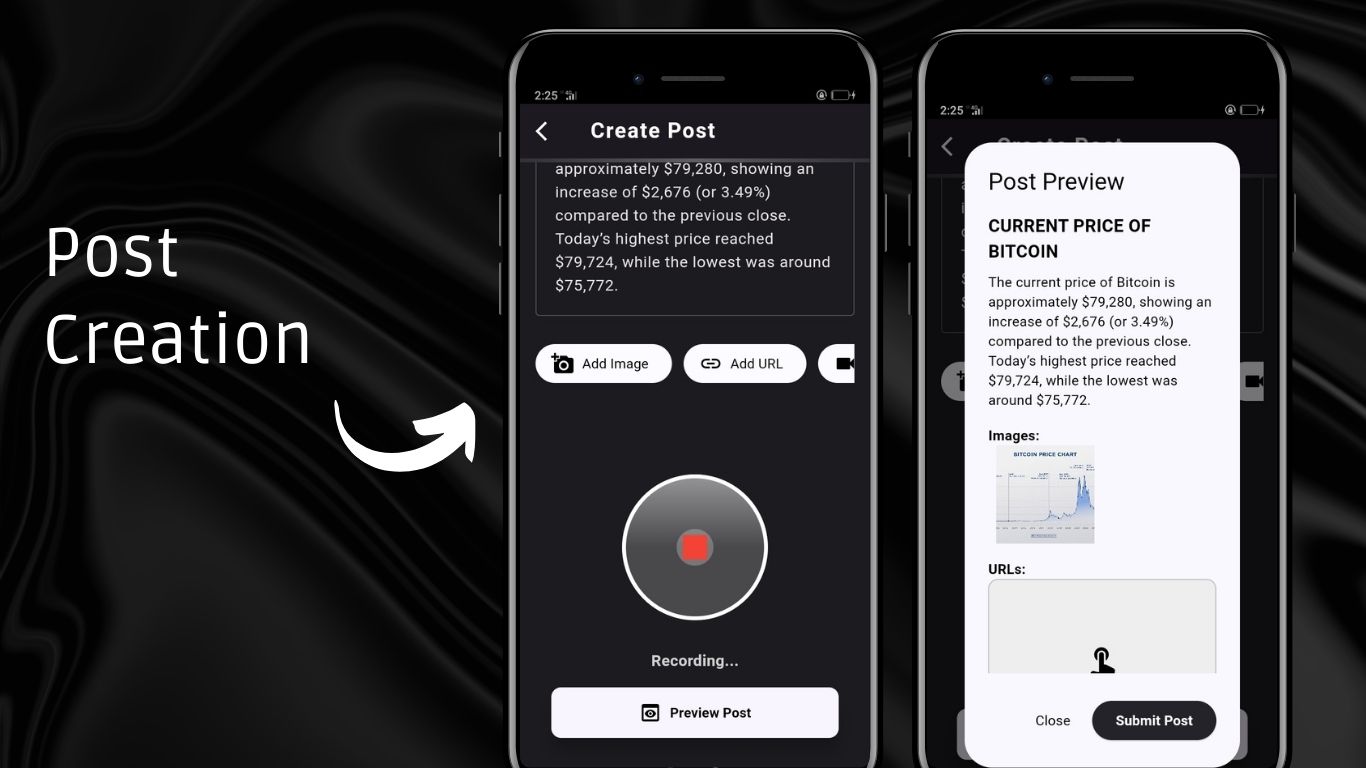 Post
Creation
2:25
Create Post
approximately $79,280, showing an
increase of $2,676 (or 3.49%)
compared to the previous close.
Today’s highest price reached
$79,724, while the lowest was around
$75,772.
Add Image
Add URL
Recording...
Preview Post
2:25
Create Post
Post Preview
CURRENT PRICE OF
BITCOIN
The current price of Bitcoin is
approximately $79,280, showing an
increase of $2,676 (or 3.49%)
compared to the previous close.
Today’s highest price reached
$79,724, while the lowest was
around $75,772.
Images:
BITCOIN PRICE CHART
URLs:
Close
Submit Post